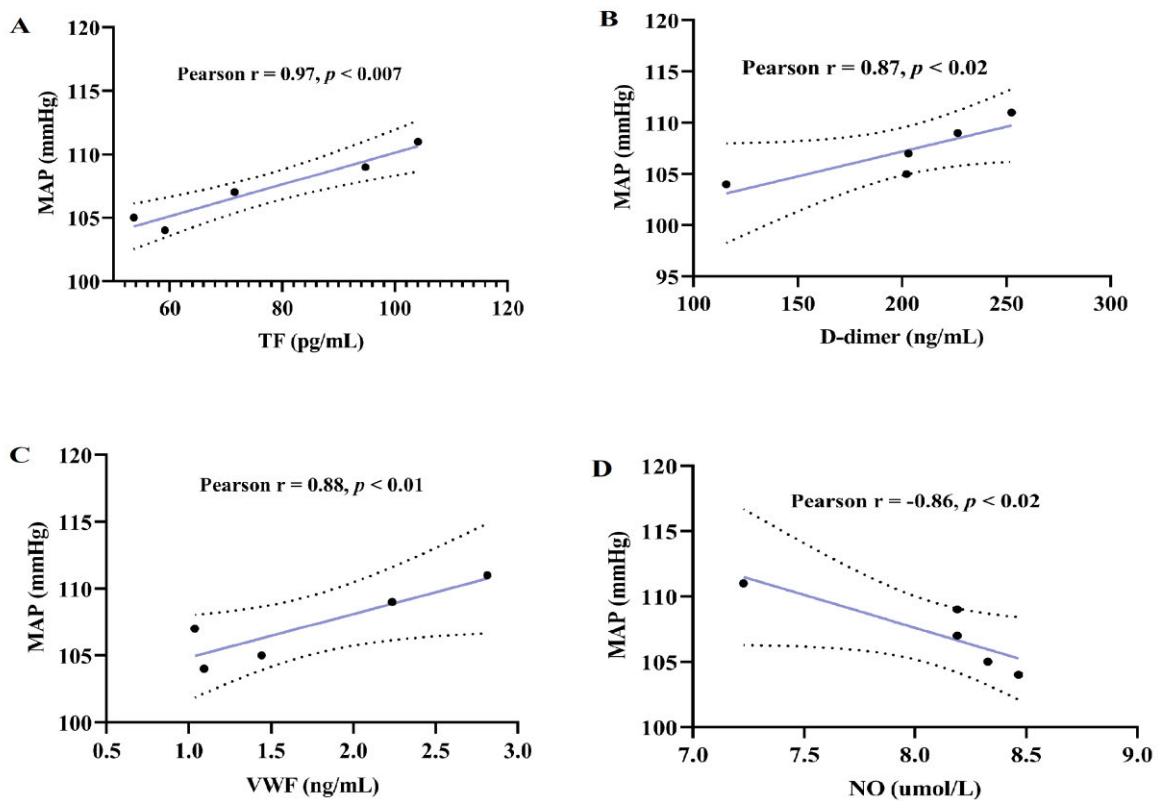 A
Pearson r = 0.97, p < 0.007
MAP (mmHg)
120
115
110
105
100
60 80 100 120
TF (pg/mL)
B
Pearson r = 0.87, p < 0.02
MAP (mmHg)
120
115
110
105
100
95
100 150 200 250 300
D-dimer (ng/mL)
C
Pearson r = 0.88, p < 0.01
MAP (mmHg)
120
115
110
105
100
0.5 1.0 1.5 2.0 2.5 3.0
VWF (ng/mL)
D
Pearson r = -0.86, p < 0.02
MAP (mmHg)
120
115
110
105
100
7.0 7.5 8.0 8.5 9.0
NO (umol/L)